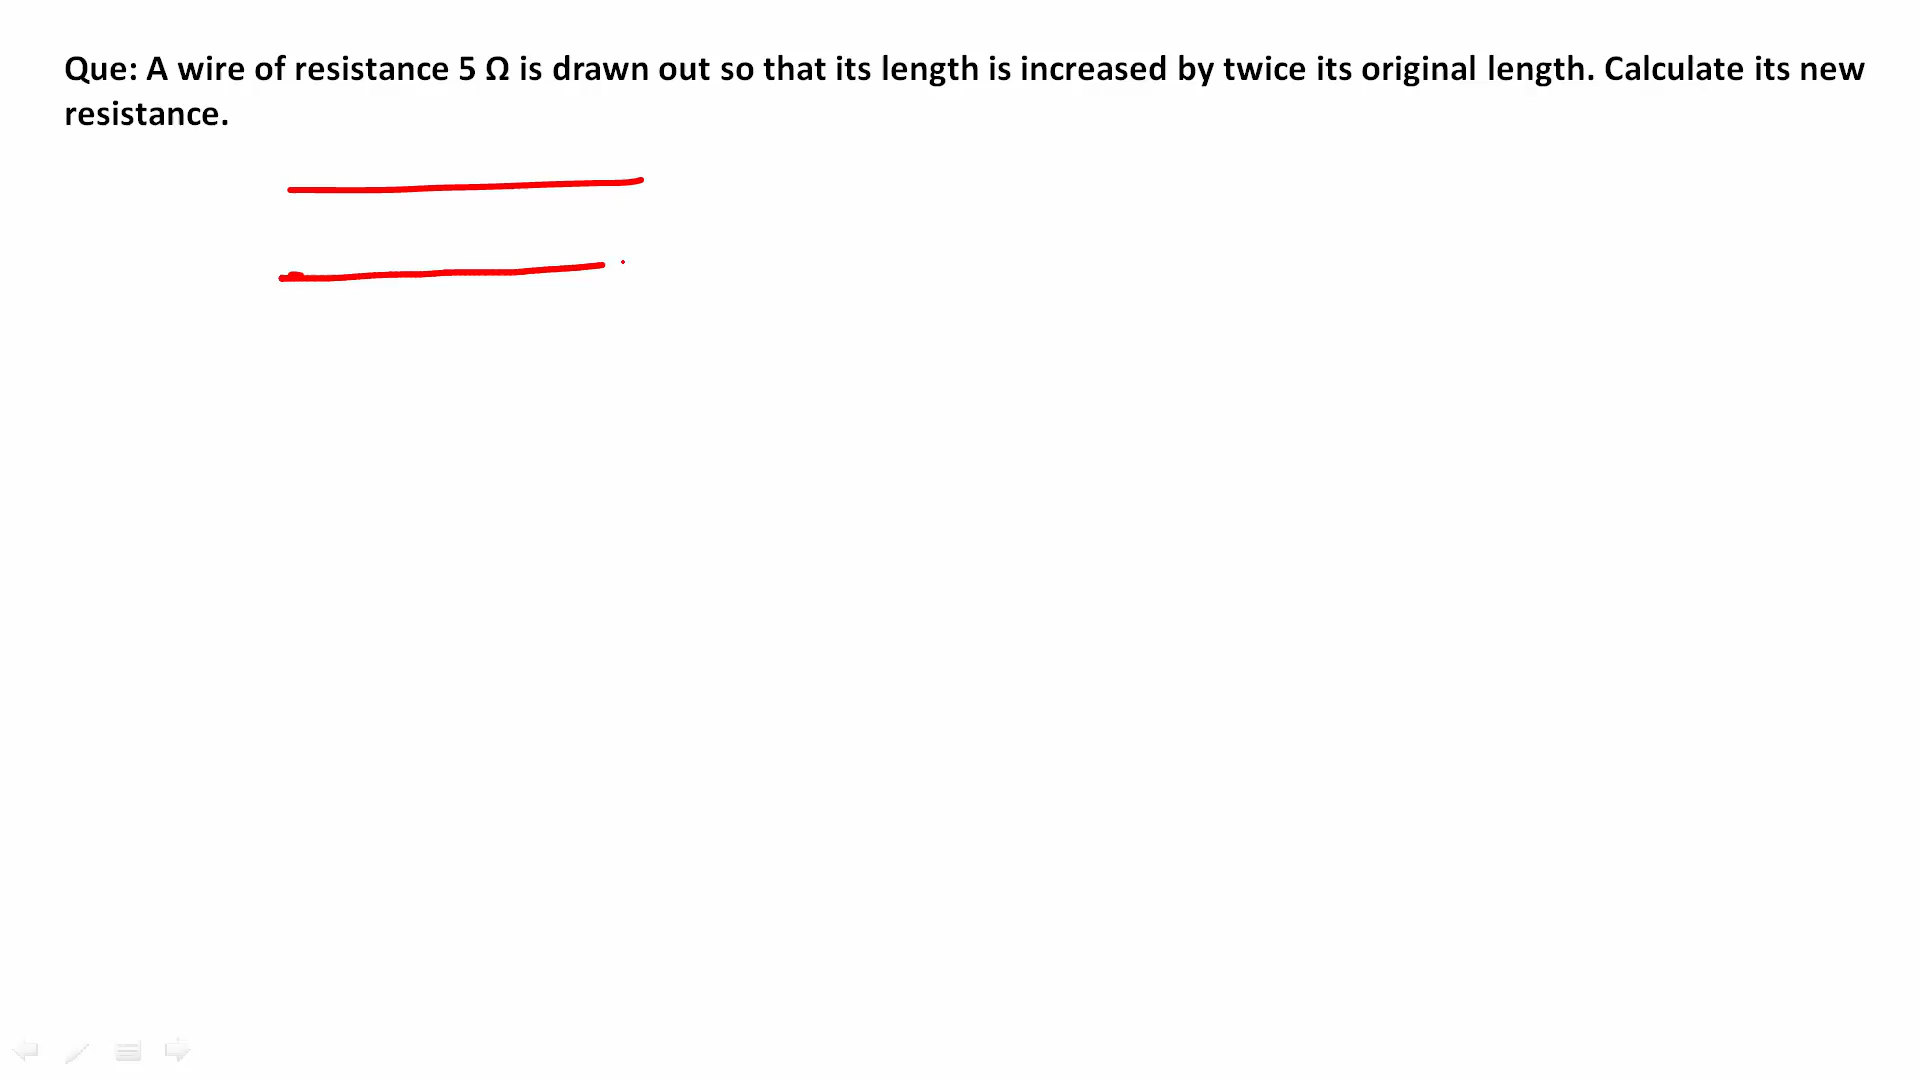 Que: A wire of resistance 5 Ω is drawn out so that its length is increased by twice its original length. Calculate its new
resistance.